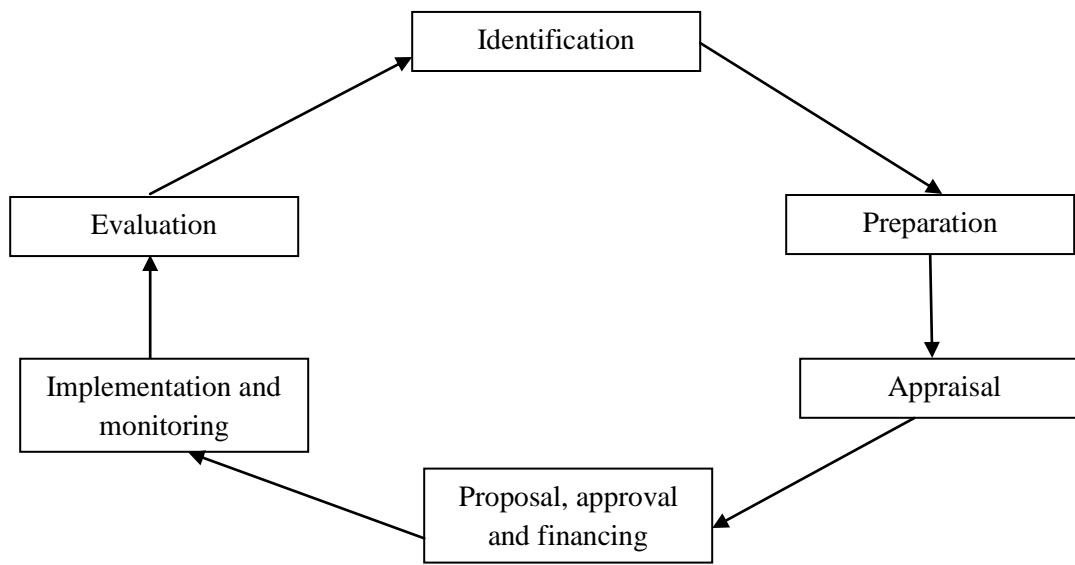 Identification
Preparation
Appraisal
Proposal, approval
and financing
Implementation and
monitoring
Evaluation